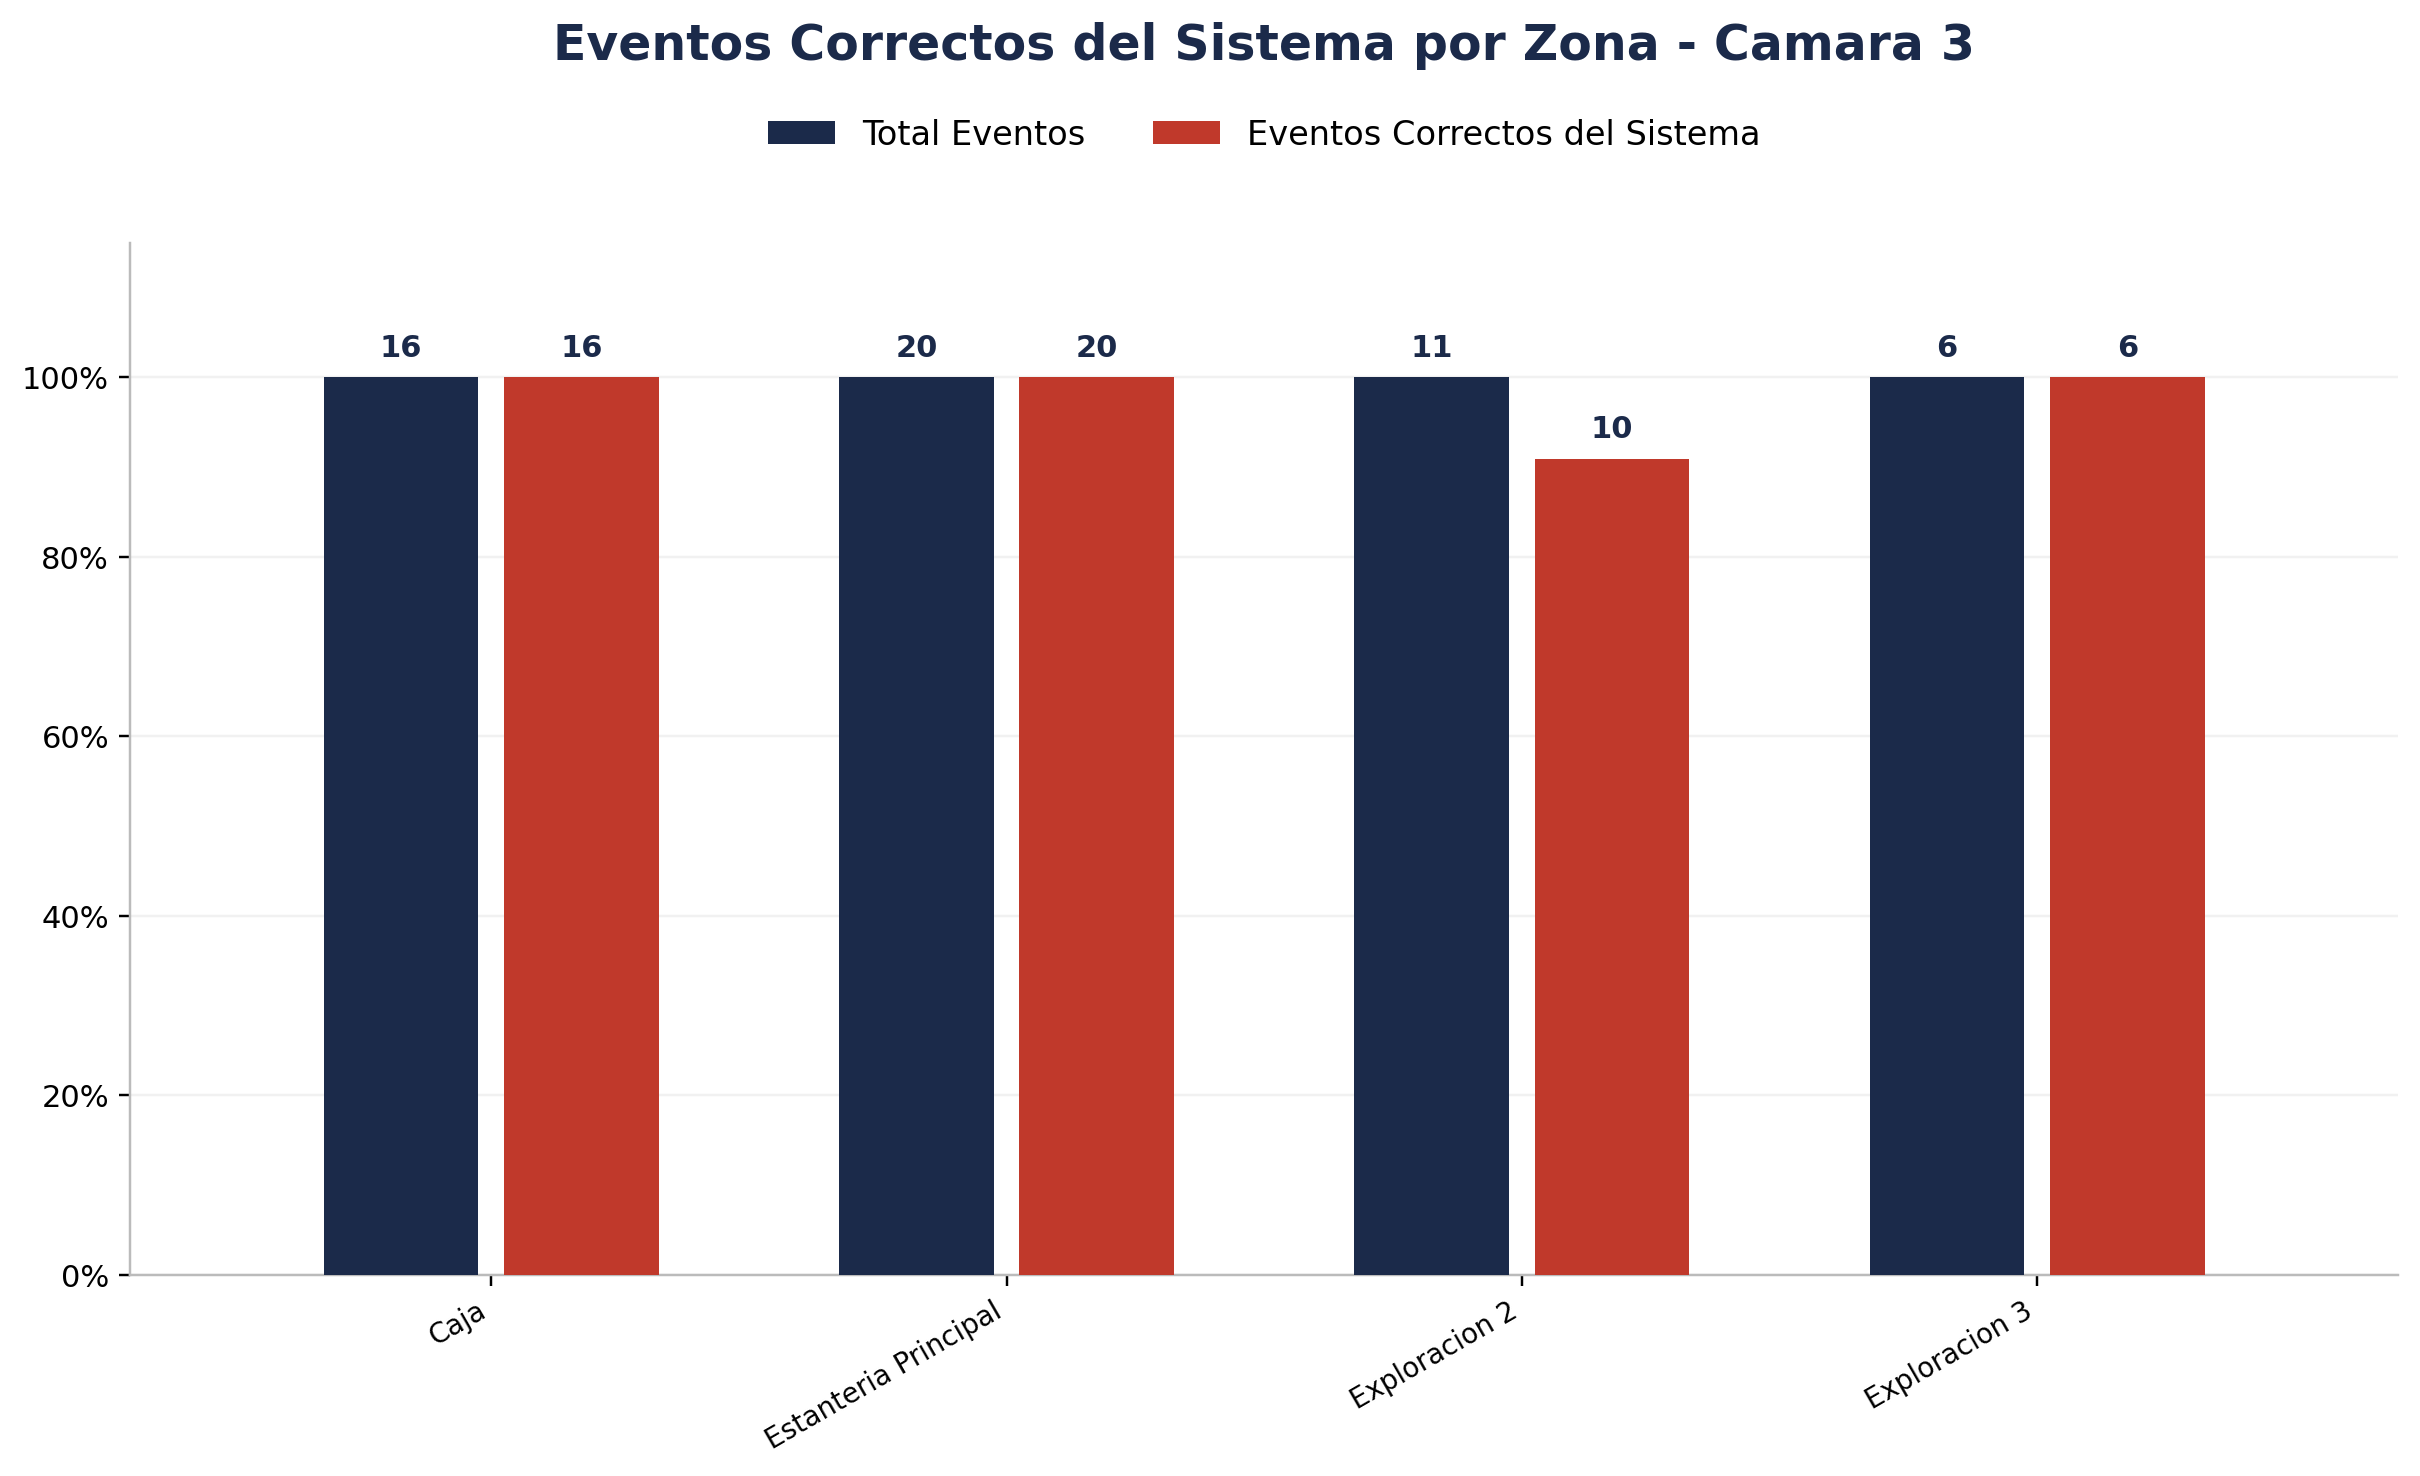 Eventos Correctos del Sistema por Zona - Camara 3
Total Eventos
Eventos Correctos del Sistema
16
16
20
20
11
10
6
6
100%
80%
60%
40%
20%
0%
Caja
Estanteria Principal
Exploracion 2
Exploracion 3